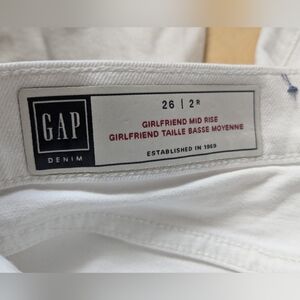 GAP
DENIM
26 | 2R
GIRLFRIEND MID RISE
GIRLFRIEND TAILLE BASSE MOYENNE
ESTABLISHED IN 1969